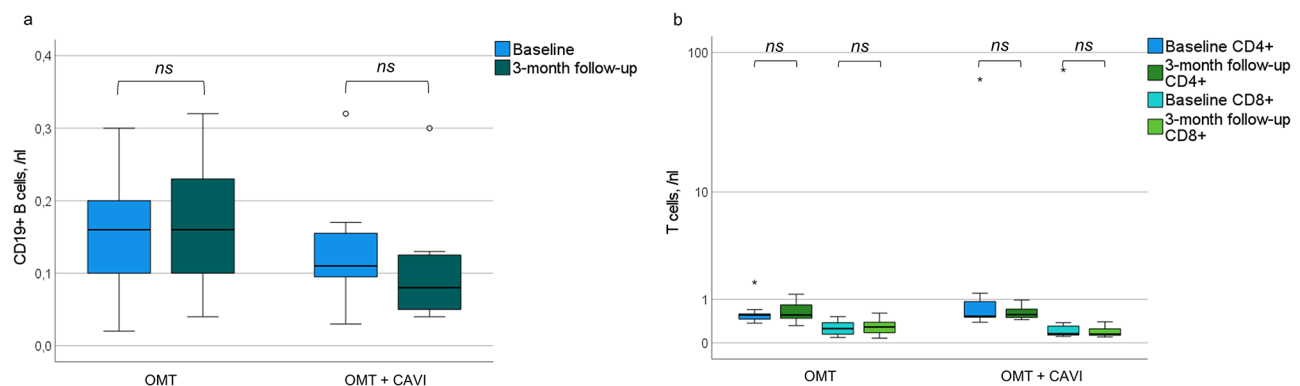 a
CD19+ B cells, /nl
0,4
0,3
0,2
0,1
0,0
ns
ns
OMT
OMT + CAVI
Baseline
3-month follow-up
b
T cells, /nl
100
10
1
0
ns
ns
ns
ns
*
*
*
OMT
OMT + CAVI
Baseline CD4+
3-month follow-up
CD4+
Baseline CD8+
3-month follow-up
CD8+